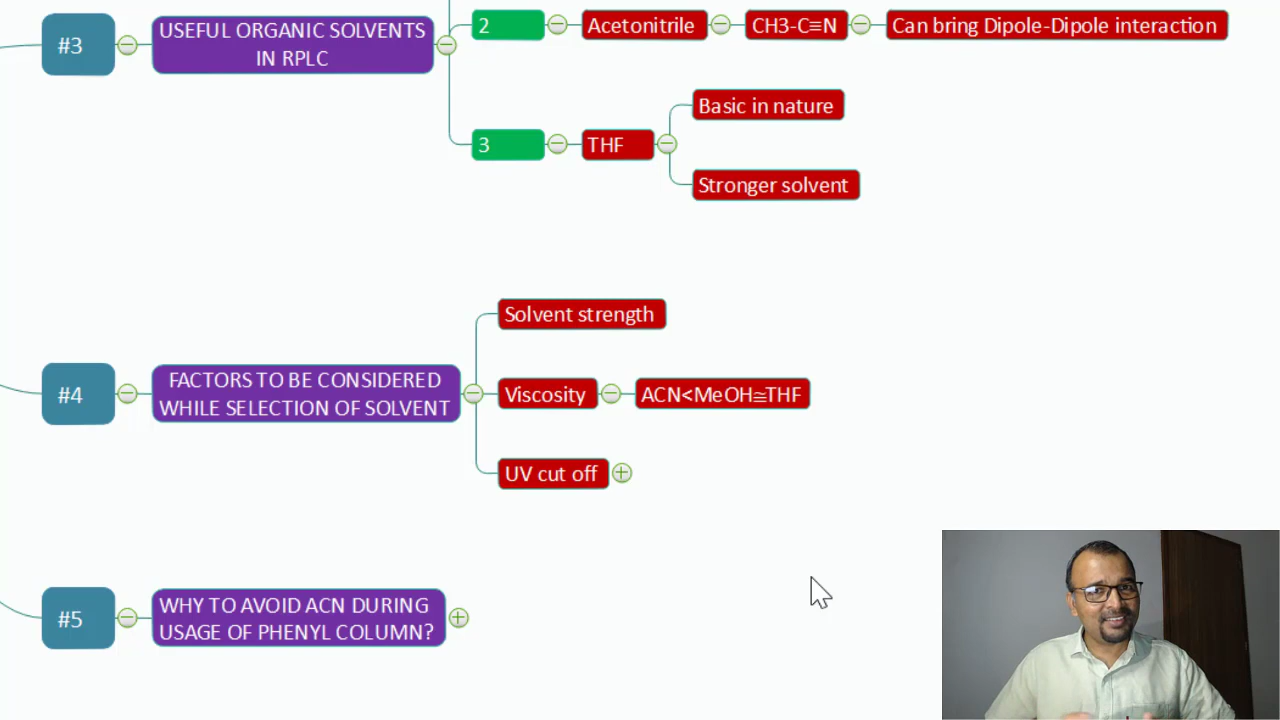 #3
USEFUL ORGANIC SOLVENTS
IN RPLC
2
Acetonitrile
CH3-C≡N
Can bring Dipole-Dipole interaction
3
THF
Basic in nature
Stronger solvent
#4
FACTORS TO BE CONSIDERED
WHILE SELECTION OF SOLVENT
Solvent strength
Viscosity
ACN<MeOH≅THF
UV cut off
#5
WHY TO AVOID ACN DURING
USAGE OF PHENYL COLUMN?